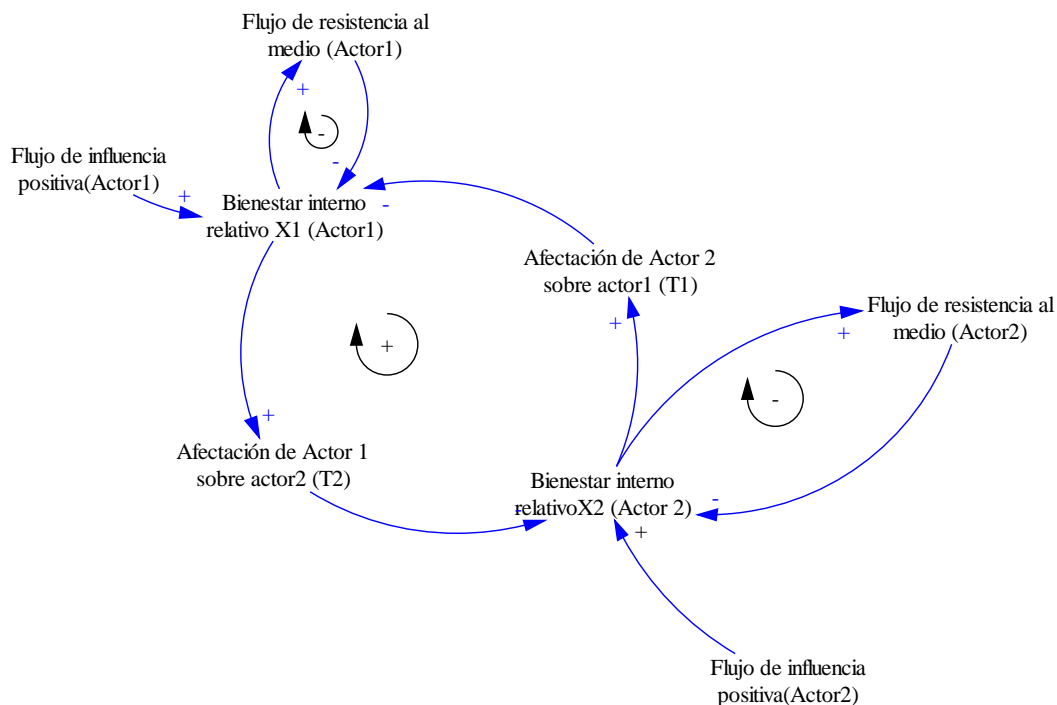 Flujo de resistencia al
medio (Actor1)
+
-
-
Flujo de influencia
positiva(Actor1)
+
Bienestar interno
relativo X1 (Actor1)
-
Afectación de Actor 2
sobre actor1 (T1)
+
Flujo de resistencia al
medio (Actor2)
+
+
-
+
Afectación de Actor 1
sobre actor2 (T2)
Bienestar interno
relativoX2 (Actor 2)
-
-
+
Flujo de influencia
positiva(Actor2)